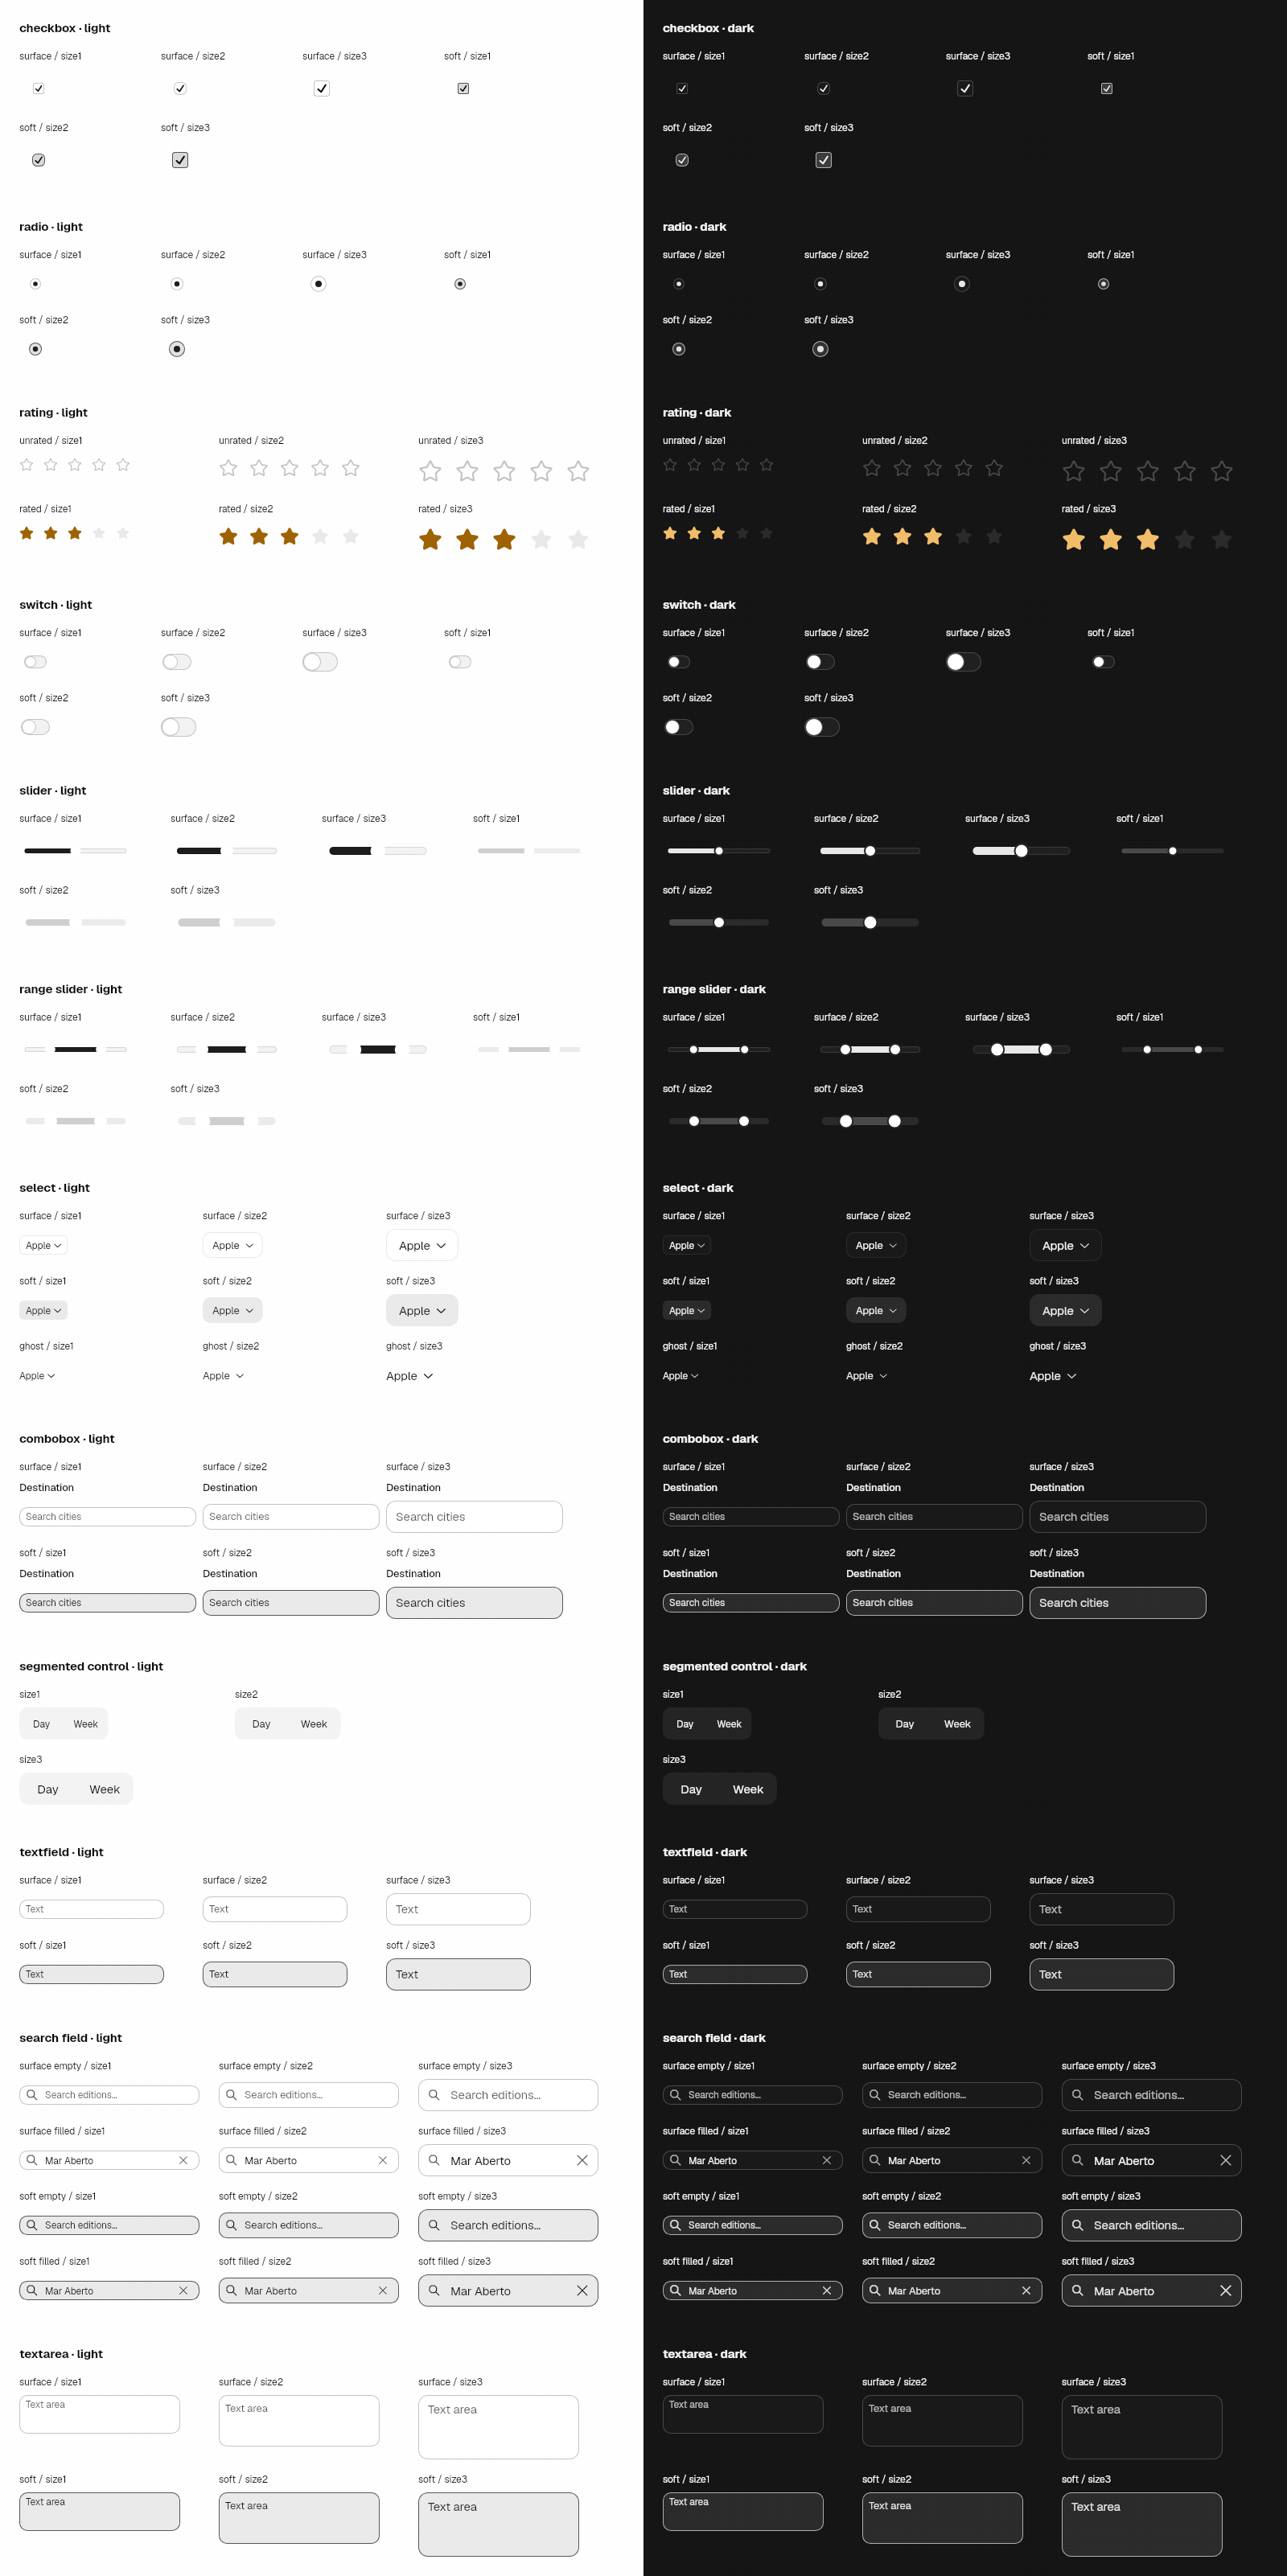 checkbox · light
surface / size1
surface / size2
surface / size3
soft / size1
soft / size2
soft / size3
radio · light
surface / size1
surface / size2
surface / size3
soft / size1
soft / size2
soft / size3
rating · light
unrated / size1
unrated / size2
unrated / size3
rated / size1
rated / size2
rated / size3
switch · light
surface / size1
surface / size2
surface / size3
soft / size1
soft / size2
soft / size3
slider · light
surface / size1
surface / size2
surface / size3
soft / size1
soft / size2
soft / size3
range slider · light
surface / size1
surface / size2
surface / size3
soft / size1
soft / size2
soft / size3
select · light
surface / size1
surface / size2
surface / size3
Apple
Apple
Apple
soft / size1
soft / size2
soft / size3
Apple
Apple
Apple
ghost / size1
ghost / size2
ghost / size3
Apple
Apple
Apple
combobox · light
surface / size1
surface / size2
surface / size3
Destination
Destination
Destination
Search cities
Search cities
Search cities
soft / size1
soft / size2
soft / size3
Destination
Destination
Destination
Search cities
Search cities
Search cities
segmented control · light
size1
size2
Day
Week
Day
Week
size3
Day
Week
textfield · light
surface / size1
surface / size2
surface / size3
Text
Text
Text
soft / size1
soft / size2
soft / size3
Text
Text
Text
search field · light
surface empty / size1
surface empty / size2
surface empty / size3
Search editions...
Search editions...
Search editions...
surface filled / size1
surface filled / size2
surface filled / size3
Mar Aberto
Mar Aberto
Mar Aberto
soft empty / size1
soft empty / size2
soft empty / size3
Search editions...
Search editions...
Search editions...
soft filled / size1
soft filled / size2
soft filled / size3
Mar Aberto
Mar Aberto
Mar Aberto
textarea · light
surface / size1
surface / size2
surface / size3
Text area
Text area
Text area
soft / size1
soft / size2
soft / size3
Text area
Text area
Text area
checkbox · dark
surface / size1
surface / size2
surface / size3
soft / size1
soft / size2
soft / size3
radio · dark
surface / size1
surface / size2
surface / size3
soft / size1
soft / size2
soft / size3
rating · dark
unrated / size1
unrated / size2
unrated / size3
rated / size1
rated / size2
rated / size3
switch · dark
surface / size1
surface / size2
surface / size3
soft / size1
soft / size2
soft / size3
slider · dark
surface / size1
surface / size2
surface / size3
soft / size1
soft / size2
soft / size3
range slider · dark
surface / size1
surface / size2
surface / size3
soft / size1
soft / size2
soft / size3
select · dark
surface / size1
surface / size2
surface / size3
Apple
Apple
Apple
soft / size1
soft / size2
soft / size3
Apple
Apple
Apple
ghost / size1
ghost / size2
ghost / size3
Apple
Apple
Apple
combobox · dark
surface / size1
surface / size2
surface / size3
Destination
Destination
Destination
Search cities
Search cities
Search cities
soft / size1
soft / size2
soft / size3
Destination
Destination
Destination
Search cities
Search cities
Search cities
segmented control · dark
size1
size2
Day
Week
Day
Week
size3
Day
Week
textfield · dark
surface / size1
surface / size2
surface / size3
Text
Text
Text
soft / size1
soft / size2
soft / size3
Text
Text
Text
search field · dark
surface empty / size1
surface empty / size2
surface empty / size3
Search editions...
Search editions...
Search editions...
surface filled / size1
surface filled / size2
surface filled / size3
Mar Aberto
Mar Aberto
Mar Aberto
soft empty / size1
soft empty / size2
soft empty / size3
Search editions...
Search editions...
Search editions...
soft filled / size1
soft filled / size2
soft filled / size3
Mar Aberto
Mar Aberto
Mar Aberto
textarea · dark
surface / size1
surface / size2
surface / size3
Text area
Text area
Text area
soft / size1
soft / size2
soft / size3
Text area
Text area
Text area